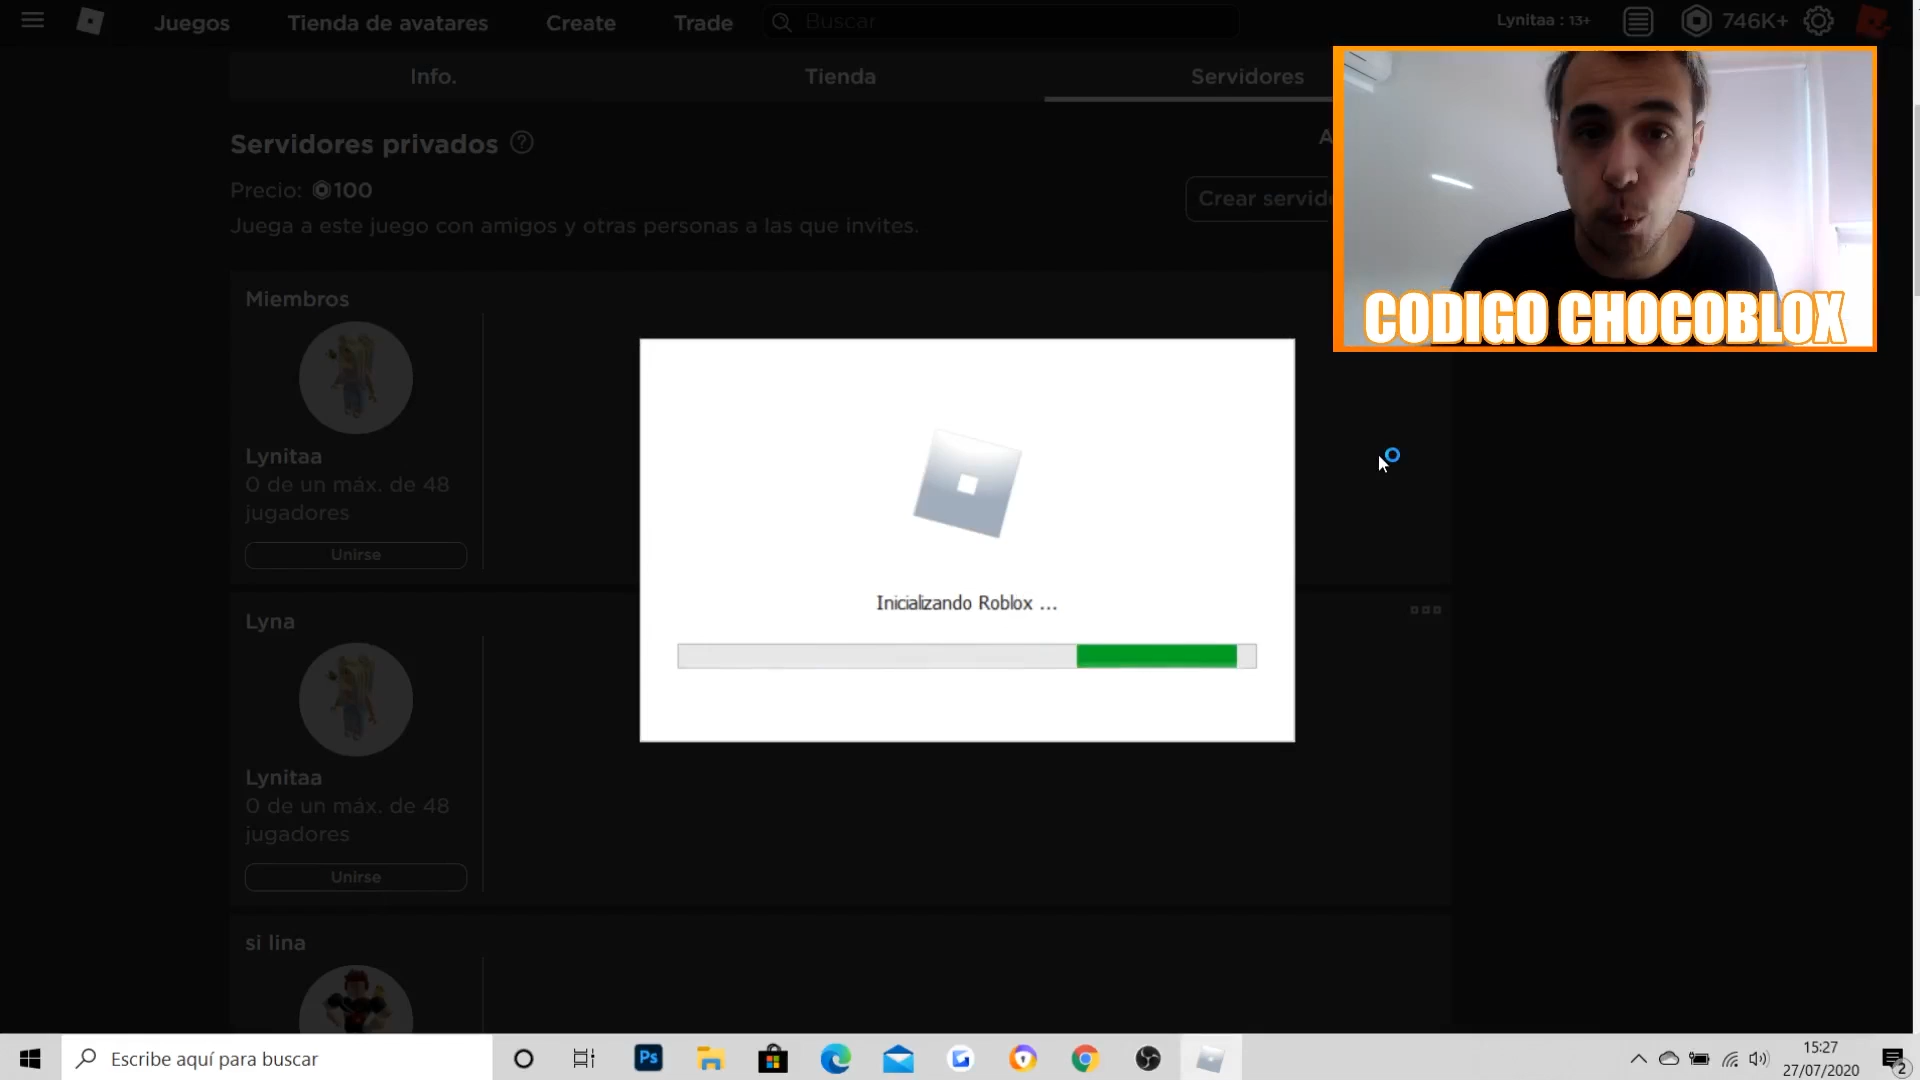 Juegos Tienda de avatares Create Trade Buscar Lynitaa : 13+ 746K+
Info. Tienda Servidores
Servidores privados ?
Precio: 100
Crear servid
Juega a este juego con amigos y otras personas a las que invites.
CODIGO CHOCOBLOX
Miembros
Lynitaa
0 de un máx. de 48
jugadores
Unirse
Inicializando Roblox ...
Lyna
Lynitaa
0 de un máx. de 48
jugadores
Unirse
si lina
Escribe aquí para buscar
Ps
15:27
27/07/2020
2